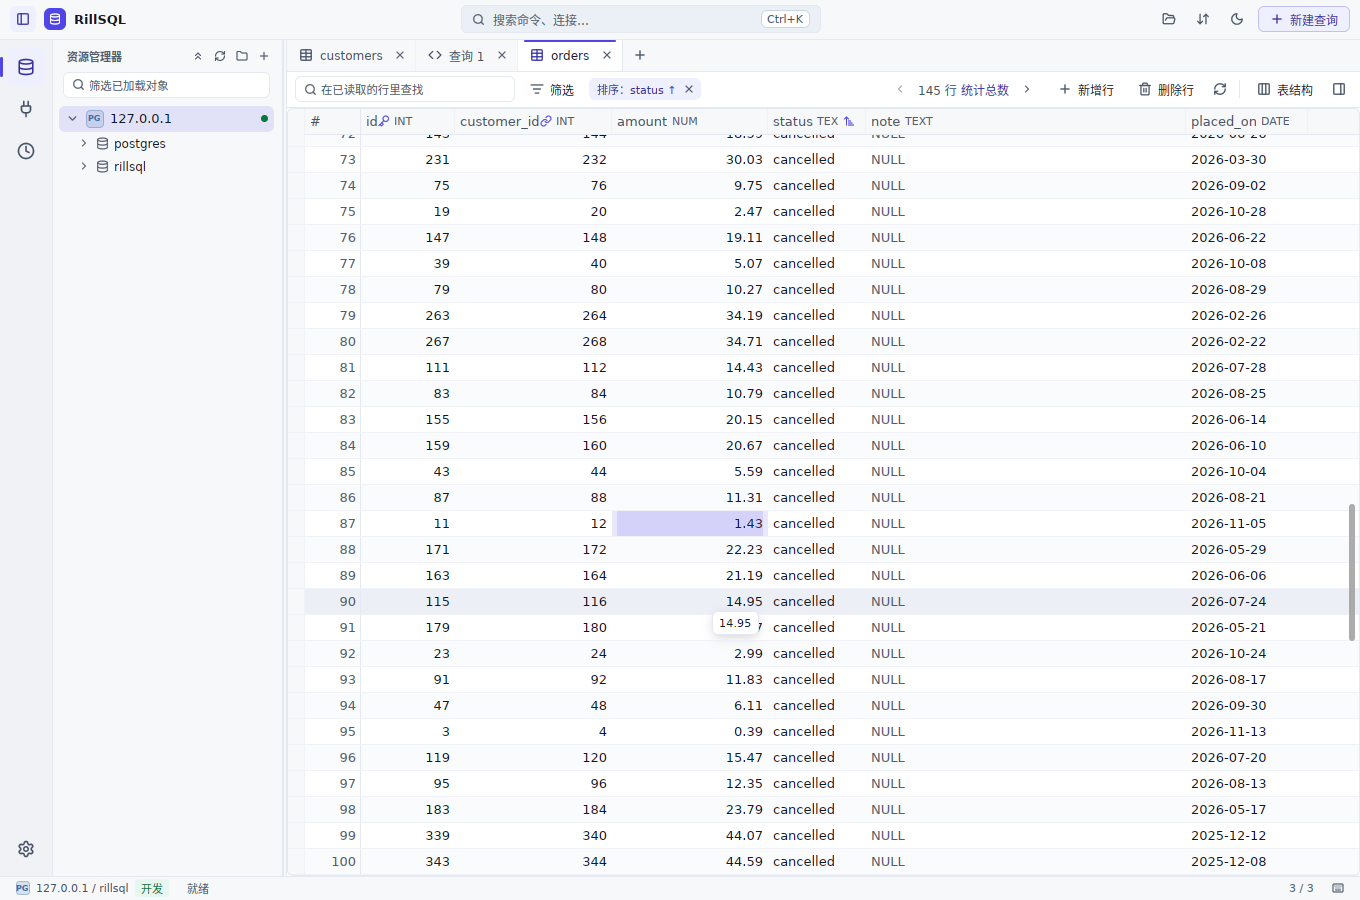 RillSQL
搜索命令、连接...
Ctrl+K
新建查询
资源管理器
筛选已加载对象
PG 127.0.0.1
postgres
rillsql
customers
查询 1
orders
在已读取的行里查找
筛选
排序：status ↑
145 行 统计总数
新增行
删除行
表结构
# id INT customer_id INT amount NUM status TEX note TEXT placed_on DATE
73 231 232 30.03 cancelled NULL 2026-03-30
74 75 76 9.75 cancelled NULL 2026-09-02
75 19 20 2.47 cancelled NULL 2026-10-28
76 147 148 19.11 cancelled NULL 2026-06-22
77 39 40 5.07 cancelled NULL 2026-10-08
78 79 80 10.27 cancelled NULL 2026-08-29
79 263 264 34.19 cancelled NULL 2026-02-26
80 267 268 34.71 cancelled NULL 2026-02-22
81 111 112 14.43 cancelled NULL 2026-07-28
82 83 84 10.79 cancelled NULL 2026-08-25
83 155 156 20.15 cancelled NULL 2026-06-14
84 159 160 20.67 cancelled NULL 2026-06-10
85 43 44 5.59 cancelled NULL 2026-10-04
86 87 88 11.31 cancelled NULL 2026-08-21
87 11 12 1.43 cancelled NULL 2026-11-05
88 171 172 22.23 cancelled NULL 2026-05-29
89 163 164 21.19 cancelled NULL 2026-06-06
90 115 116 14.95 cancelled NULL 2026-07-24
14.95
91 179 180 cancelled NULL 2026-05-21
92 23 24 2.99 cancelled NULL 2026-10-24
93 91 92 11.83 cancelled NULL 2026-08-17
94 47 48 6.11 cancelled NULL 2026-09-30
95 3 4 0.39 cancelled NULL 2026-11-13
96 119 120 15.47 cancelled NULL 2026-07-20
97 95 96 12.35 cancelled NULL 2026-08-13
98 183 184 23.79 cancelled NULL 2026-05-17
99 339 340 44.07 cancelled NULL 2025-12-12
100 343 344 44.59 cancelled NULL 2025-12-08
PG 127.0.0.1 / rillsql 开发 就绪
3 / 3